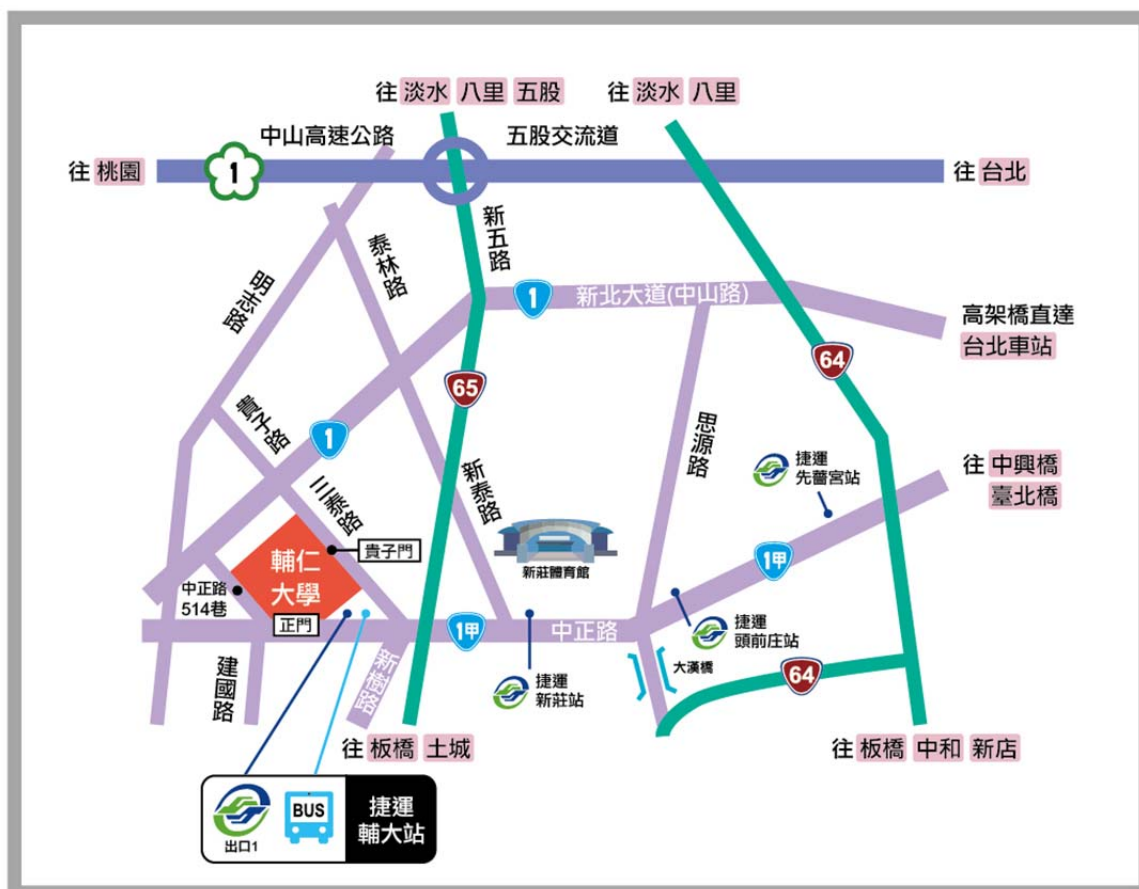 往 淡水 八里 五股
往 淡水 八里
中山高速公路
五股交流道
往 桃園
1
往 台北
新五路
泰林路
明志路
1
新北大道(中山路)
高架橋直達
台北車站
64
65
貴子路
1
新泰路
思源路
捷運
先嗇宮站
往 中興橋
臺北橋
三泰路
輔仁
大學
貴子門
新莊體育館
1甲
中正路
514巷
正門
1甲
中正路
捷運
頭前庄站
建國路
新樹路
捷運
新莊站
大漢橋
64
往 板橋 土城
往 板橋 中和 新店
BUS
出口1
捷運
輔大站